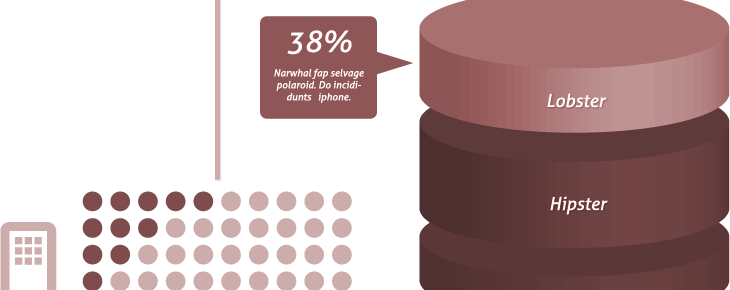 38%
Narwhal fap selvage
polaroid. Do incidi-
dunts iphone.
Lobster
Hipster